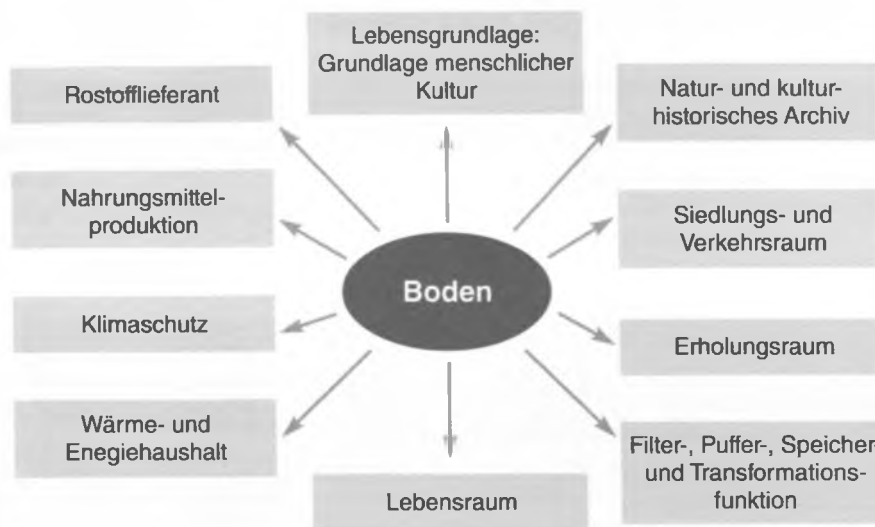 Lebensgrundlage:
Grundlage menschlicher
Kultur
Rostofflieferant
Natur- und kultur-
historisches Archiv
Nahrungsmittel-
produktion
Siedlungs- und
Verkehrsraum
Boden
Klimaschutz
Erholungsraum
Wärme- und
Enegiehaushalt
Filter-, Puffer-, Speicher-
und Transformations-
funktion
Lebensraum